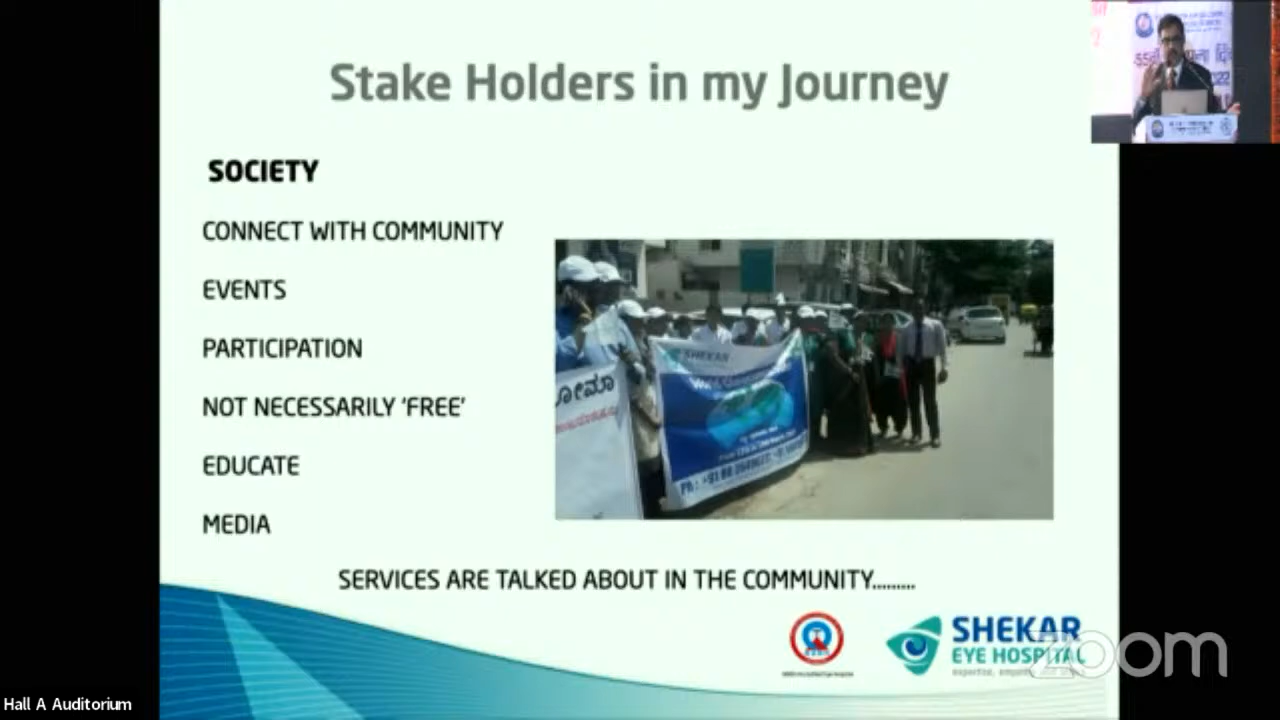 Stake Holders in my Journey
SOCIETY
CONNECT WITH COMMUNITY
EVENTS
PARTICIPATION
NOT NECESSARILY 'FREE'
EDUCATE
MEDIA
SHEKAR
SERVICES ARE TALKED ABOUT IN THE COMMUNITY.........
SHEKAR
EYE HOSPITAL
zoom
Hall A Auditorium